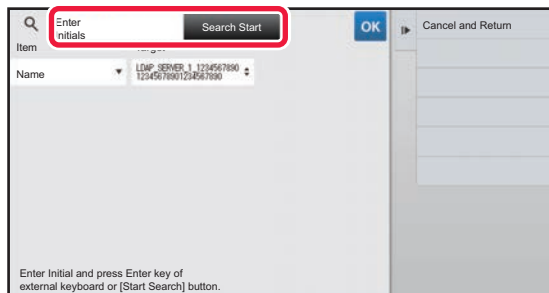 Enter
Initials
Search Start
OK
Cancel and Return
Item
Target
Name
LDAP_SERVER_1_1234567890
12345678901234567890
Enter Initial and press Enter key of
external keyboard or [Start Search] button.